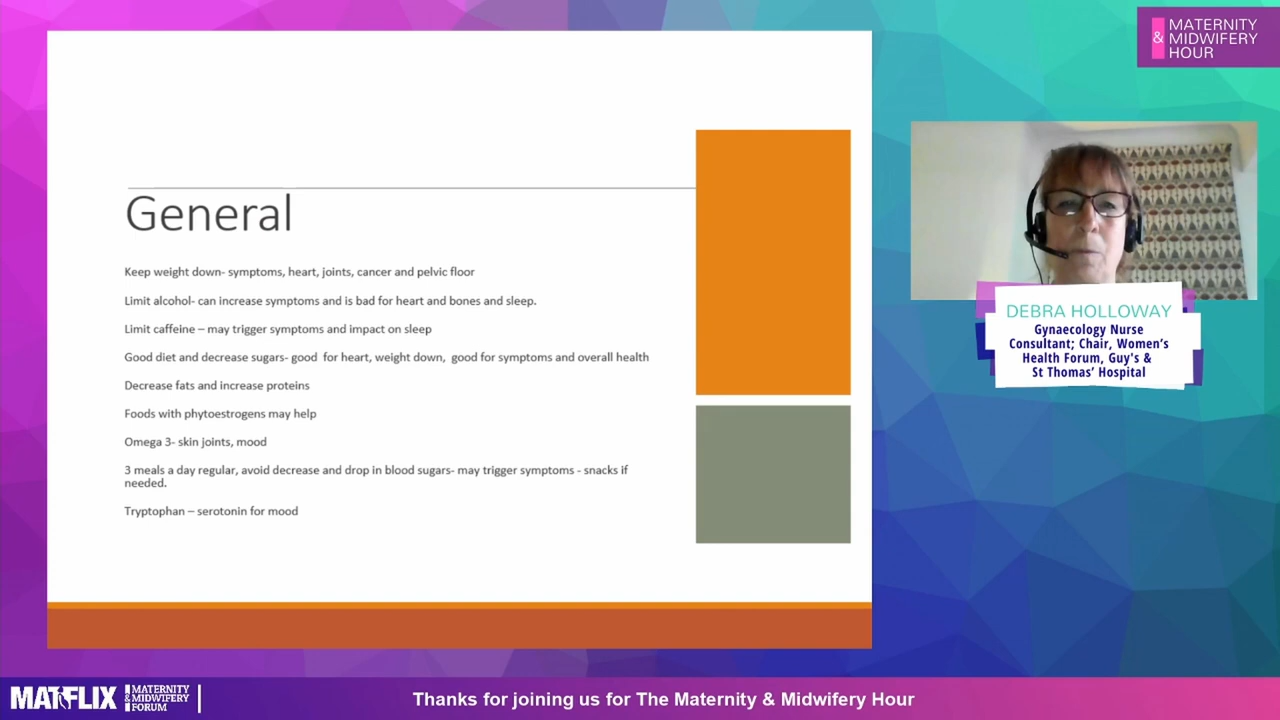 General
Keep weight down- symptoms, heart, joints, cancer and pelvic floor
Limit alcohol- can increase symptoms and is bad for heart and bones and sleep.
Limit caffeine – may trigger symptoms and impact on sleep
Good diet and decrease sugars- good  for heart, weight down,  good for symptoms and overall health
Decrease fats and increase proteins
Foods with phytoestrogens may help
Omega 3- skin joints, mood
3 meals a day regular, avoid decrease and drop in blood sugars- may trigger symptoms - snacks if
needed.
Tryptophan – serotonin for mood
& MATERNITY
MIDWIFERY
HOUR
DEBRA HOLLOWAY
Gynaecology Nurse
Consultant; Chair, Women's
Health Forum, Guy's &
St Thomas' Hospital
MATFLIX
MATERNITY
& MIDWIFERY
FORUM
Thanks for joining us for The Maternity & Midwifery Hour